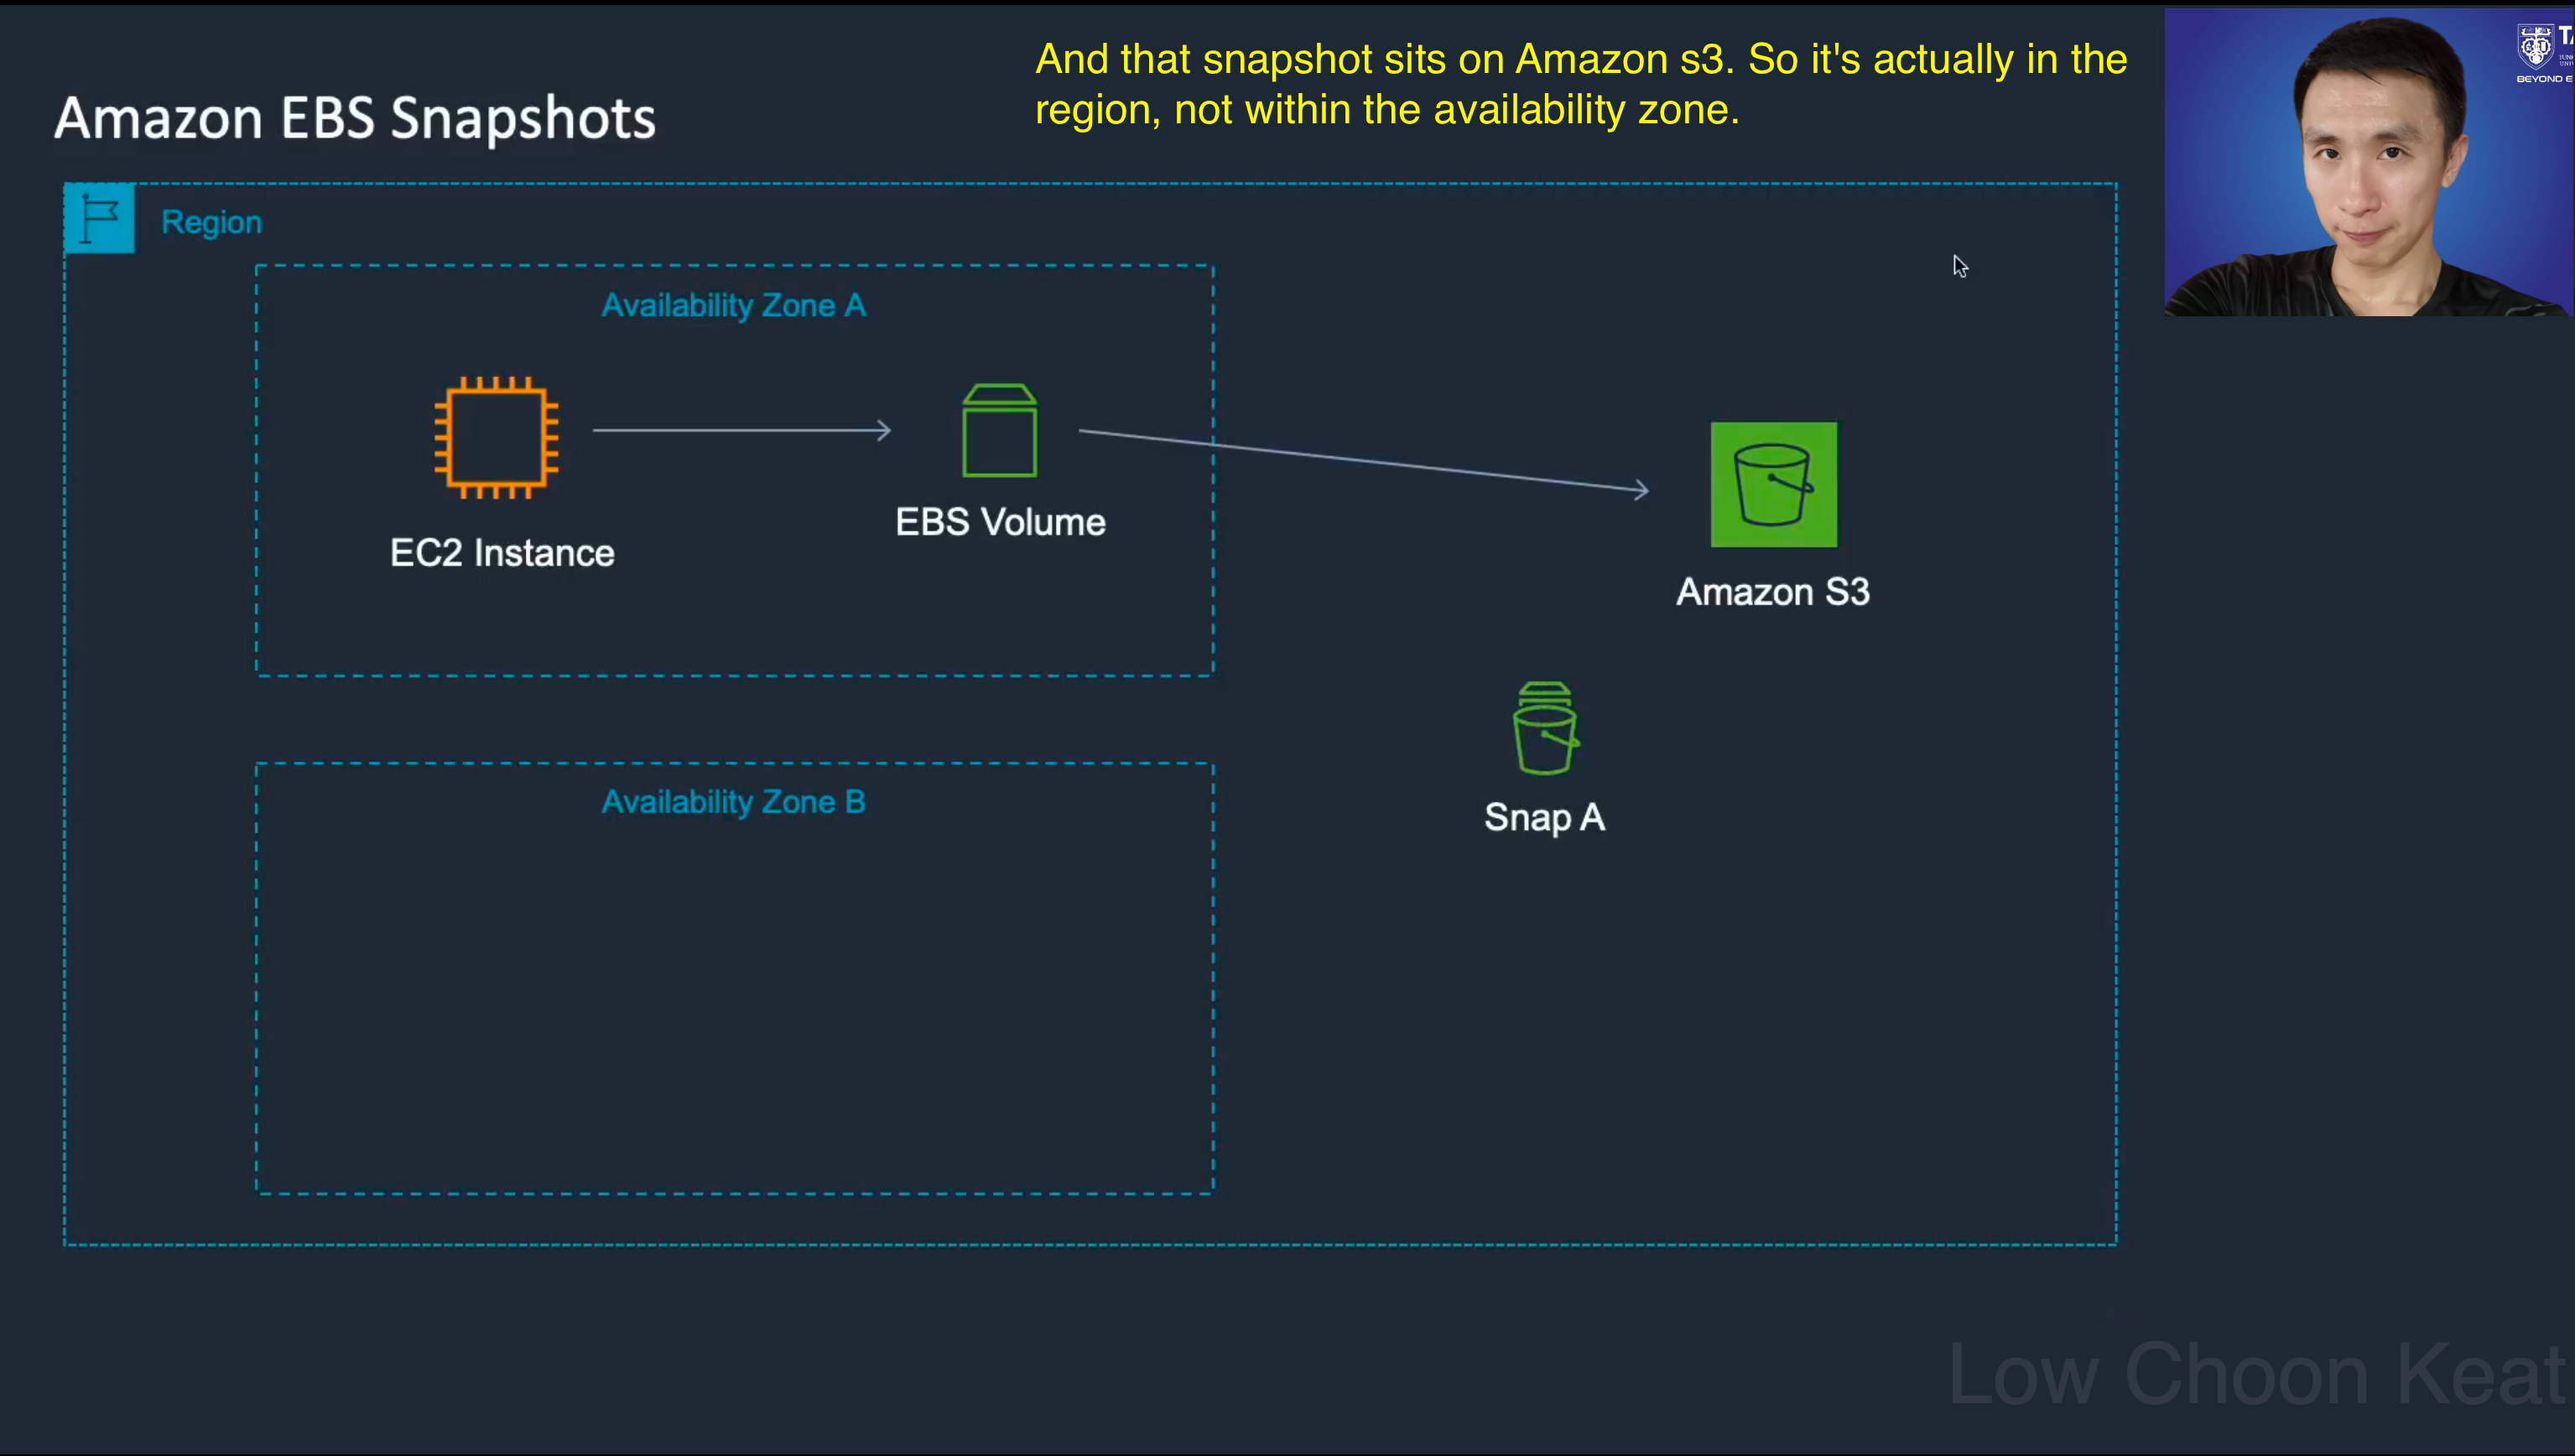 And that snapshot sits on Amazon s3. So it's actually in the
region, not within the availability zone.
Amazon EBS Snapshots
BEYOND E
Region
Availability Zone A
EC2 Instance
EBS Volume
Amazon S3
Snap A
Availability Zone B
Low Choon Keat